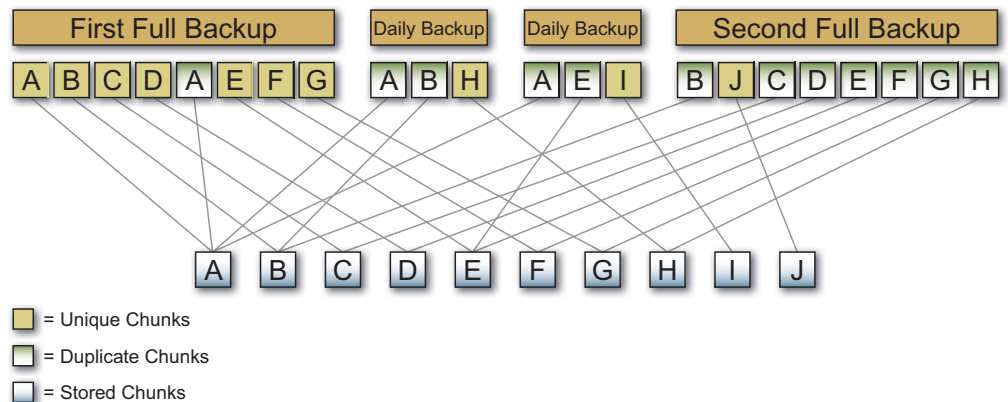 First Full Backup Daily Backup Daily Backup Second Full Backup
A B C D A E F G A B H A E I B J C D E F G H
A B C D E F G H I J
= Unique Chunks
= Duplicate Chunks
= Stored Chunks